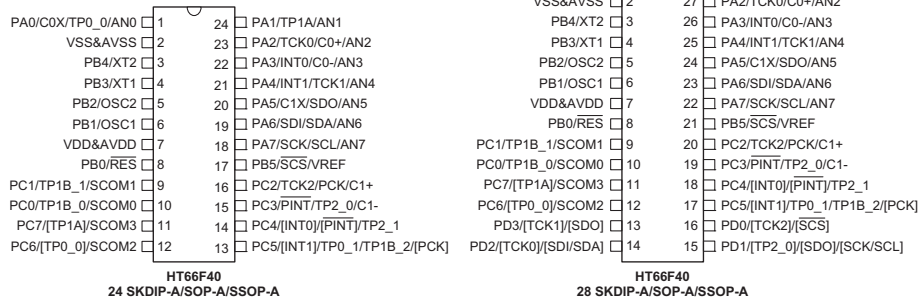 PA0/C0X/TP0_0/AN0 1 24 PA1/TP1A/AN1
VSS&AVSS 2 23 PA2/TCK0/C0+/AN2
PB4/XT2 3 22 PA3/INT0/C0-/AN3
PB3/XT1 4 21 PA4/INT1/TCK1/AN4
PB2/OSC2 5 20 PA5/C1X/SDO/AN5
PB1/OSC1 6 19 PA6/SDI/SDA/AN6
VDD&AVDD 7 18 PA7/SCK/SCL/AN7
PB0/RES 8 17 PB5/SCS/VREF
PC1/TP1B_1/SCOM1 9 16 PC2/TCK2/PCK/C1+
PC0/TP1B_0/SCOM0 10 15 PC3/PINT/TP2_0/C1-
PC7/[TP1A]/SCOM3 11 14 PC4/[INT0]/[PINT]/TP2_1
PC6/[TP0_0]/SCOM2 12 13 PC5/[INT1]/TP0_1/TP1B_2/[PCK]
HT66F40
24 SKDIP-A/SOP-A/SSOP-A
VSS&AVSS 2 27 PA2/TCK0/C0+/AN2
PB4/XT2 3 26 PA3/INT0/C0-/AN3
PB3/XT1 4 25 PA4/INT1/TCK1/AN4
PB2/OSC2 5 24 PA5/C1X/SDO/AN5
PB1/OSC1 6 23 PA6/SDI/SDA/AN6
VDD&AVDD 7 22 PA7/SCK/SCL/AN7
PB0/RES 8 21 PB5/SCS/VREF
PC1/TP1B_1/SCOM1 9 20 PC2/TCK2/PCK/C1+
PC0/TP1B_0/SCOM0 10 19 PC3/PINT/TP2_0/C1-
PC7/[TP1A]/SCOM3 11 18 PC4/[INT0]/[PINT]/TP2_1
PC6/[TP0_0]/SCOM2 12 17 PC5/[INT1]/TP0_1/TP1B_2/[PCK]
PD3/[TCK1]/[SDO] 13 16 PD0/[TCK2]/[SCS]
PD2/[TCK0]/[SDI/SDA] 14 15 PD1/[TP2_0]/[SDO]/[SCK/SCL]
HT66F40
28 SKDIP-A/SOP-A/SSOP-A